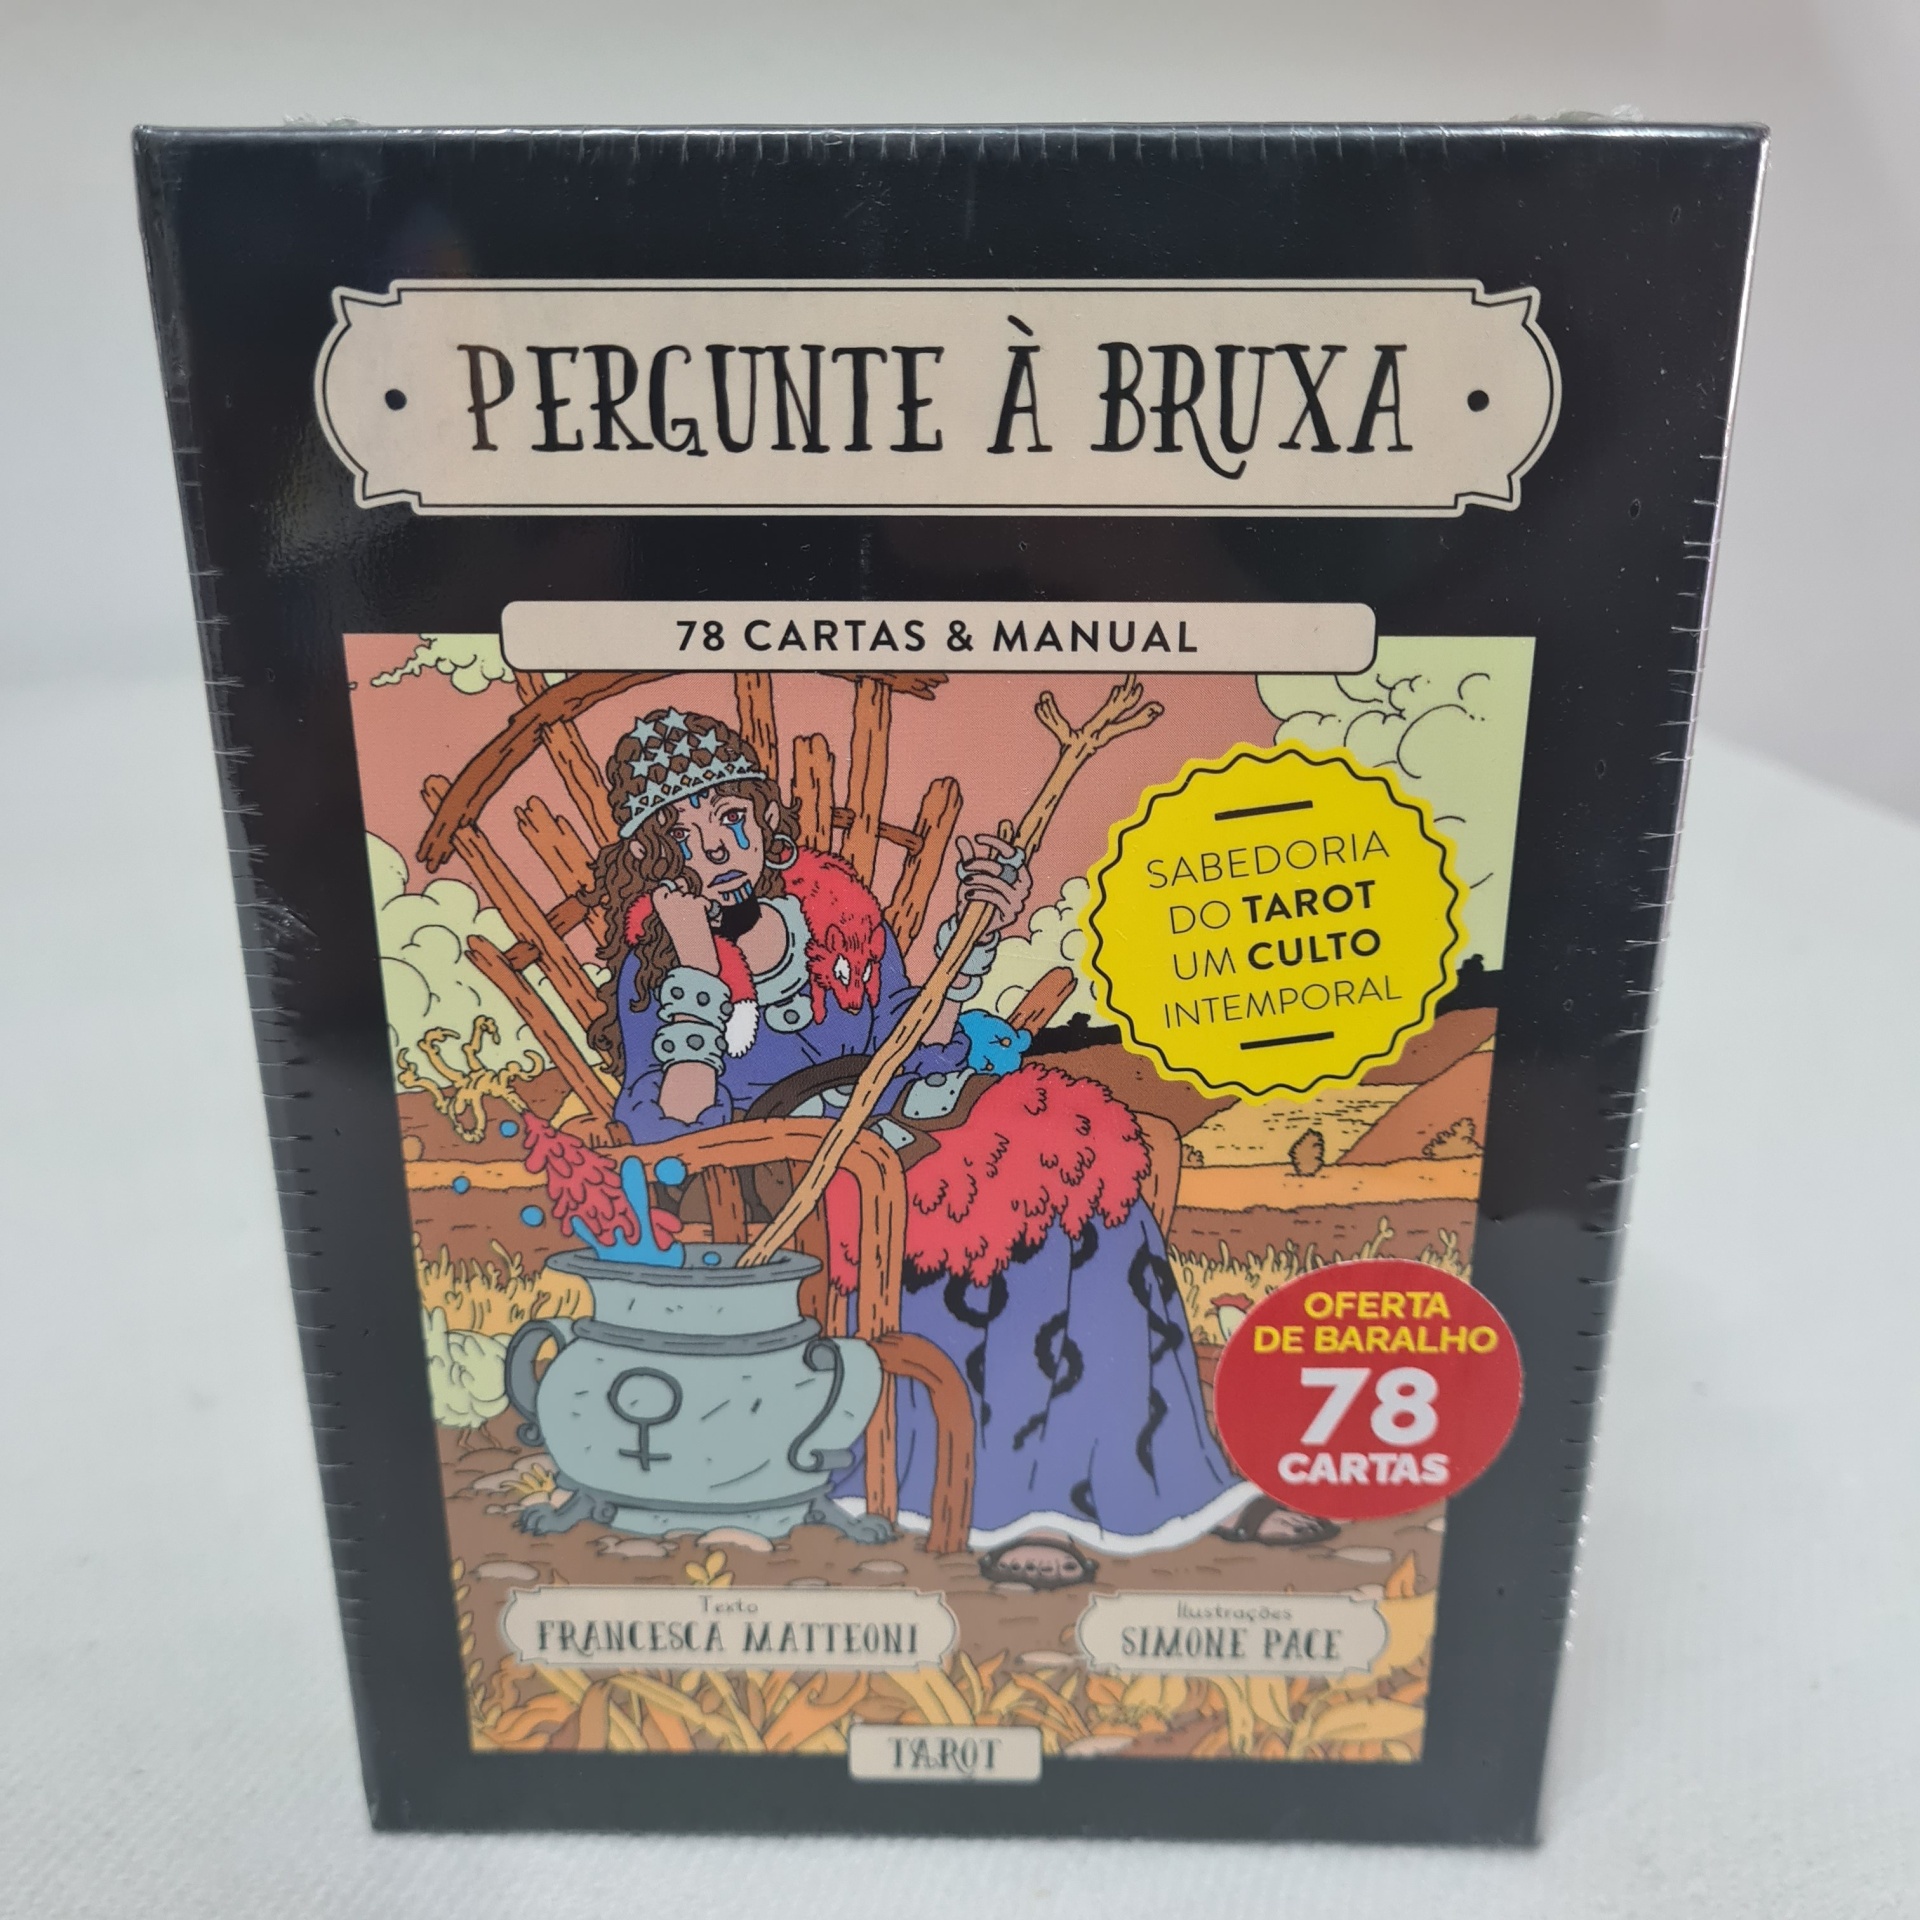 PERGUNTE À BRUXA
78 CARTAS & MANUAL
SABEDORIA
DO TAROT
UM CULTO
INTEMPORAL
OFERTA
DE BARALHO
78
CARTAS
Texto
FRANCESCA MATTEONI
Ilustrações
SIMONE PACE
TAROT